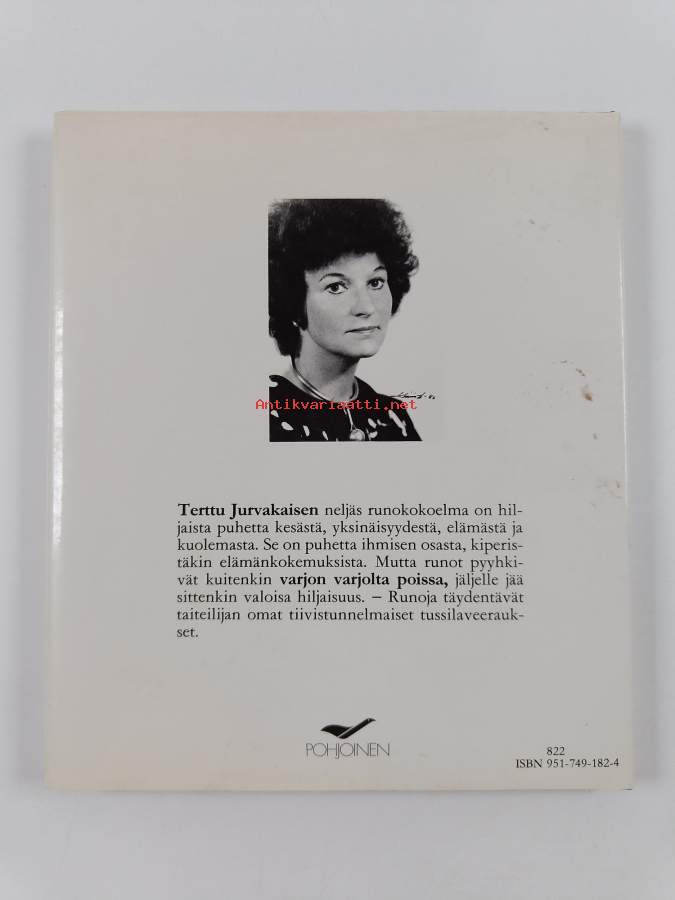 Antikvariaatti.net
Terttu Jurvakaisen neljäs runokokoelma on hil-
jaista puhetta kesästä, yksinäisyydestä, elämästä ja
kuolemasta. Se on puhetta ihmisen osasta, kiperis-
täkin elämänkokemuksista. Mutta runot pyyhki-
vät kuitenkin varjon varjolta poissa, jäljelle jää
sittenkin valoisa hiljaisuus. – Runoja täydentävät
taiteilijan omat tiivistunnelmaiset tussilaveerauk-
set.
POHJOINEN
822
ISBN 951-749-182-4